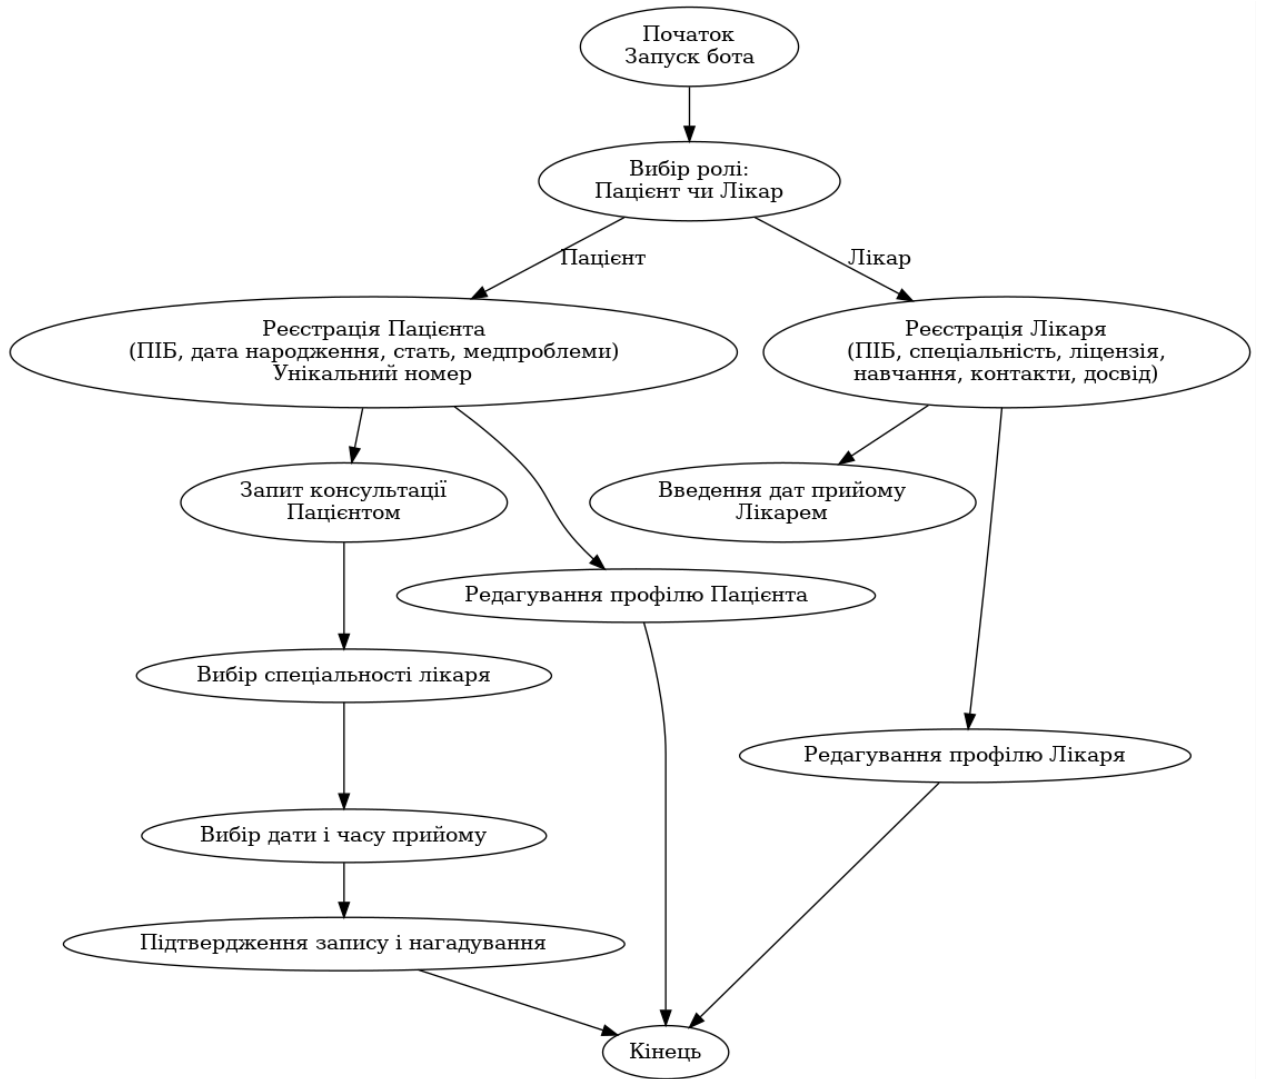 Початок
Запуск бота
Вибір ролі:
Пацієнт чи Лікар
Пацієнт
Лікар
Реєстрація Пацієнта
(ПІБ, дата народження, стать, медпроблеми)
Унікальний номер
Реєстрація Лікаря
(ПІБ, спеціальність, ліцензія,
навчання, контакти, досвід)
Запит консультації
Пацієнтом
Введення дат прийому
Лікарем
Редагування профілю Пацієнта
Вибір спеціальності лікаря
Редагування профілю Лікаря
Вибір дати і часу прийому
Підтвердження запису і нагадування
Кінець